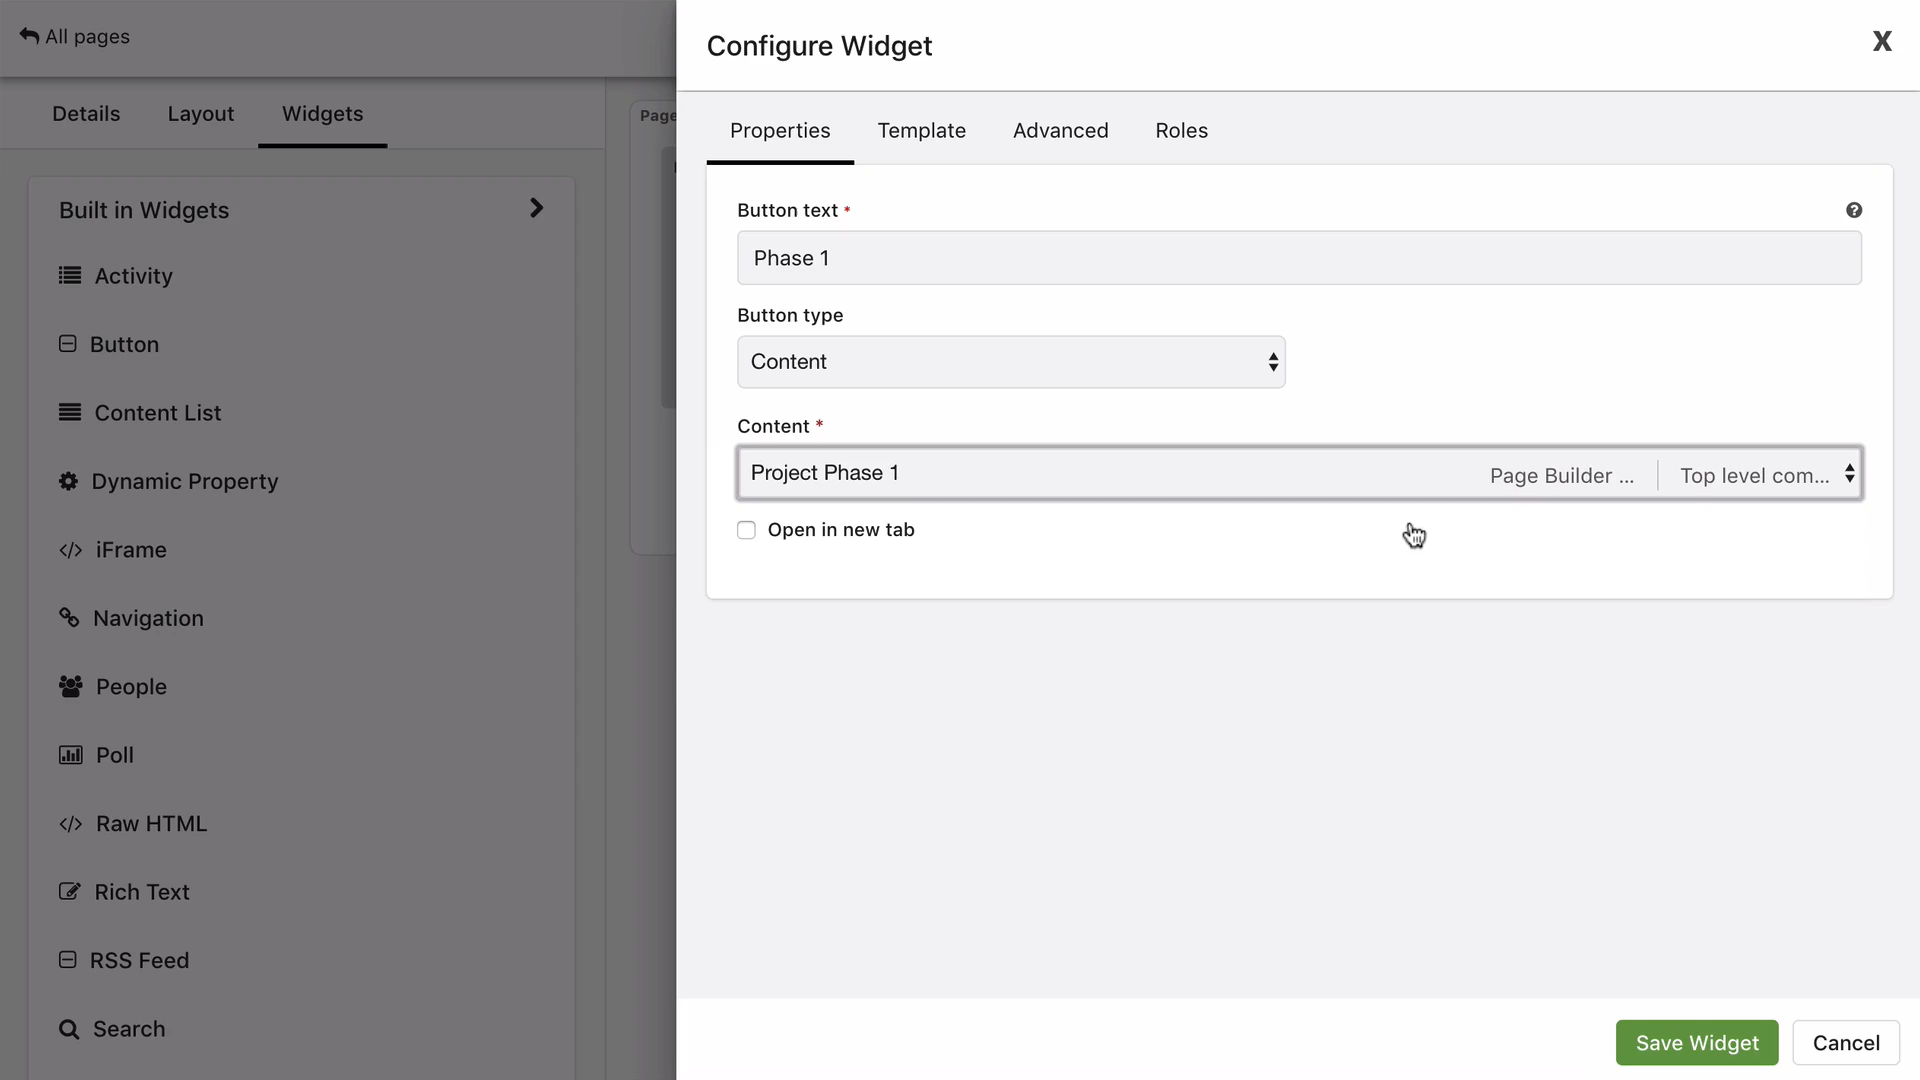 All pages
Configure Widget
X
Details Layout Widgets
Page
Properties Template Advanced Roles
Built in Widgets
Activity
Button
Content List
Dynamic Property
iFrame
Navigation
People
Poll
Raw HTML
Rich Text
RSS Feed
Search
Button text *
Phase 1
Button type
Content
Content *
Project Phase 1 Page Builder ... Top level com...
Open in new tab
Save Widget Cancel